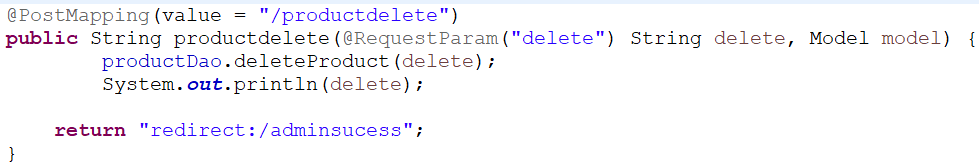 @PostMapping(value = "/productdelete")
public String productdelete(@RequestParam("delete") String delete, Model model) {
        productDao.deleteProduct(delete);
        System.out.println(delete);

    return "redirect:/adminsucess";
}